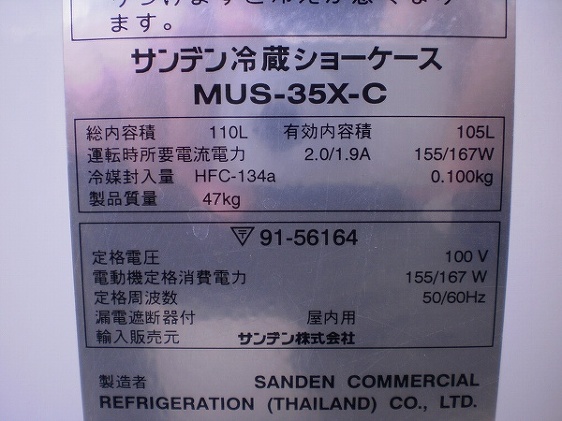 ます。
サンデン冷蔵ショーケース
MUS-35X-C
総内容積 110L 有効内容積 105L
運転時所要電流電力 2.0/1.9A 155/167W
冷媒封入量 HFC-134a 0.100kg
製品質量 47kg
91-56164
定格電圧 100 V
電動機定格消費電力 155/167 W
定格周波数 50/60Hz
漏電遮断器付 屋内用
輸入販売元 サンデン株式会社
製造者 SANDEN COMMERCIAL
REFRIGERATION (THAILAND) CO., LTD.